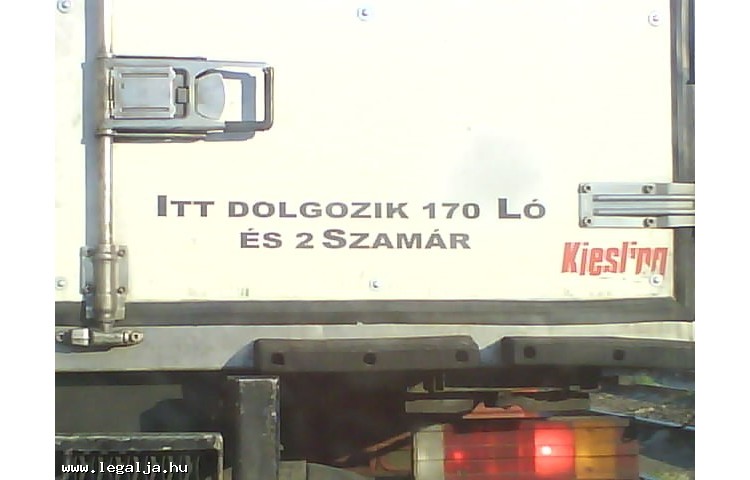 ITT DOLGOZIK 170 LÓ
ÉS 2 SZAMÁR
Kiesling
www.legalja.hu